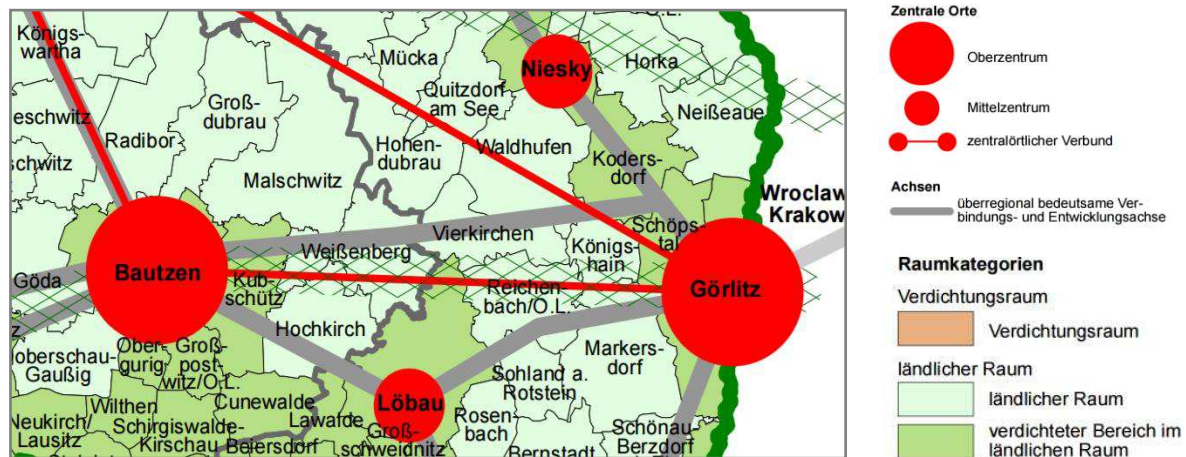 Königs-
wartha
eschwitz
schwitz
Radibor
Groß-
dubrau
Malschwitz
Mücka
Quitzdorf
am See
Hohen-
dubrau
Niesky
O.L.
Horka
Neißeaue
Waldhufen
Koders-
dorf
Wroclaw
Krakow
Schöps-
tal
Königs-
hain
Vierkirchen
Weißenberg
Bautzen
Göda
Kub-
schütz
Reichen-
bach/O.L.
Görlitz
Hochkirch
Markers-
dorf
Sohland a.
Rotstein
oberschau-
Gaußig
Ober-
gurig
Groß-
post-
witz/O.L.
Löbau
Rosen-
bach
Neukirch/
Lausitz
Wilthen
Schirgiswalde-
Kirschau
Cunewalde
Beiersdorf
Lawalde
Groß-
schweidnitz
Bernstadt
Schönau-
Berzdorf
Zentrale Orte
Oberzentrum
Mittelzentrum
zentralörtlicher Verbund
Achsen
überregional bedeutsame Ver-
bindungs- und Entwicklungsachse
Raumkategorien
Verdichtungsraum
Verdichtungsraum
ländlicher Raum
ländlicher Raum
verdichteter Bereich im
ländlichen Raum